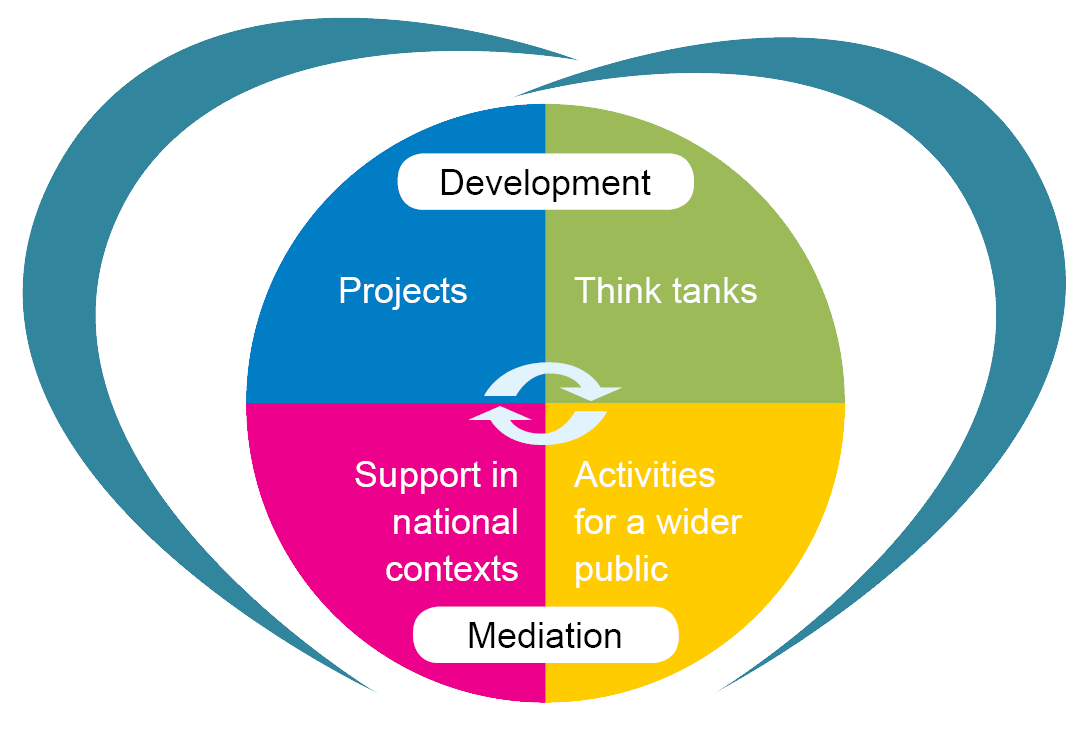 Development
Projects
Think tanks
Support in
national
contexts
Activities
for a wider
public
Mediation